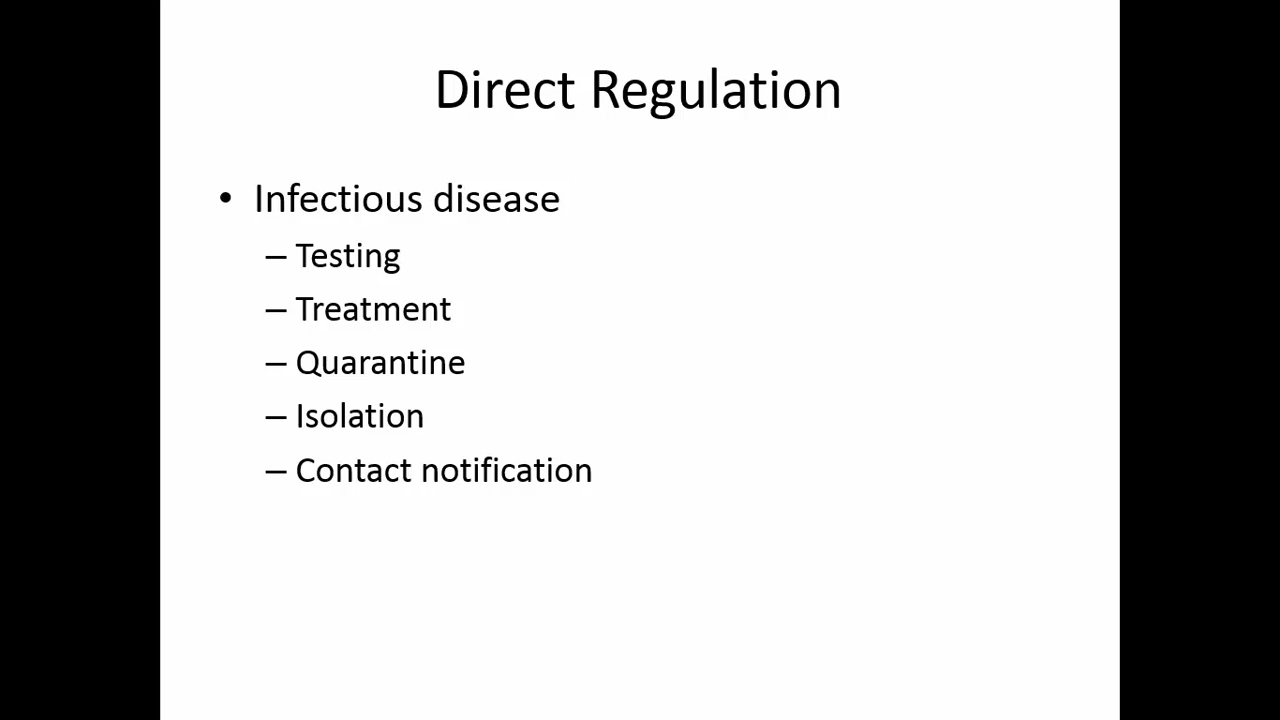 Direct Regulation
• Infectious disease
– Testing
– Treatment
– Quarantine
– Isolation
– Contact notification